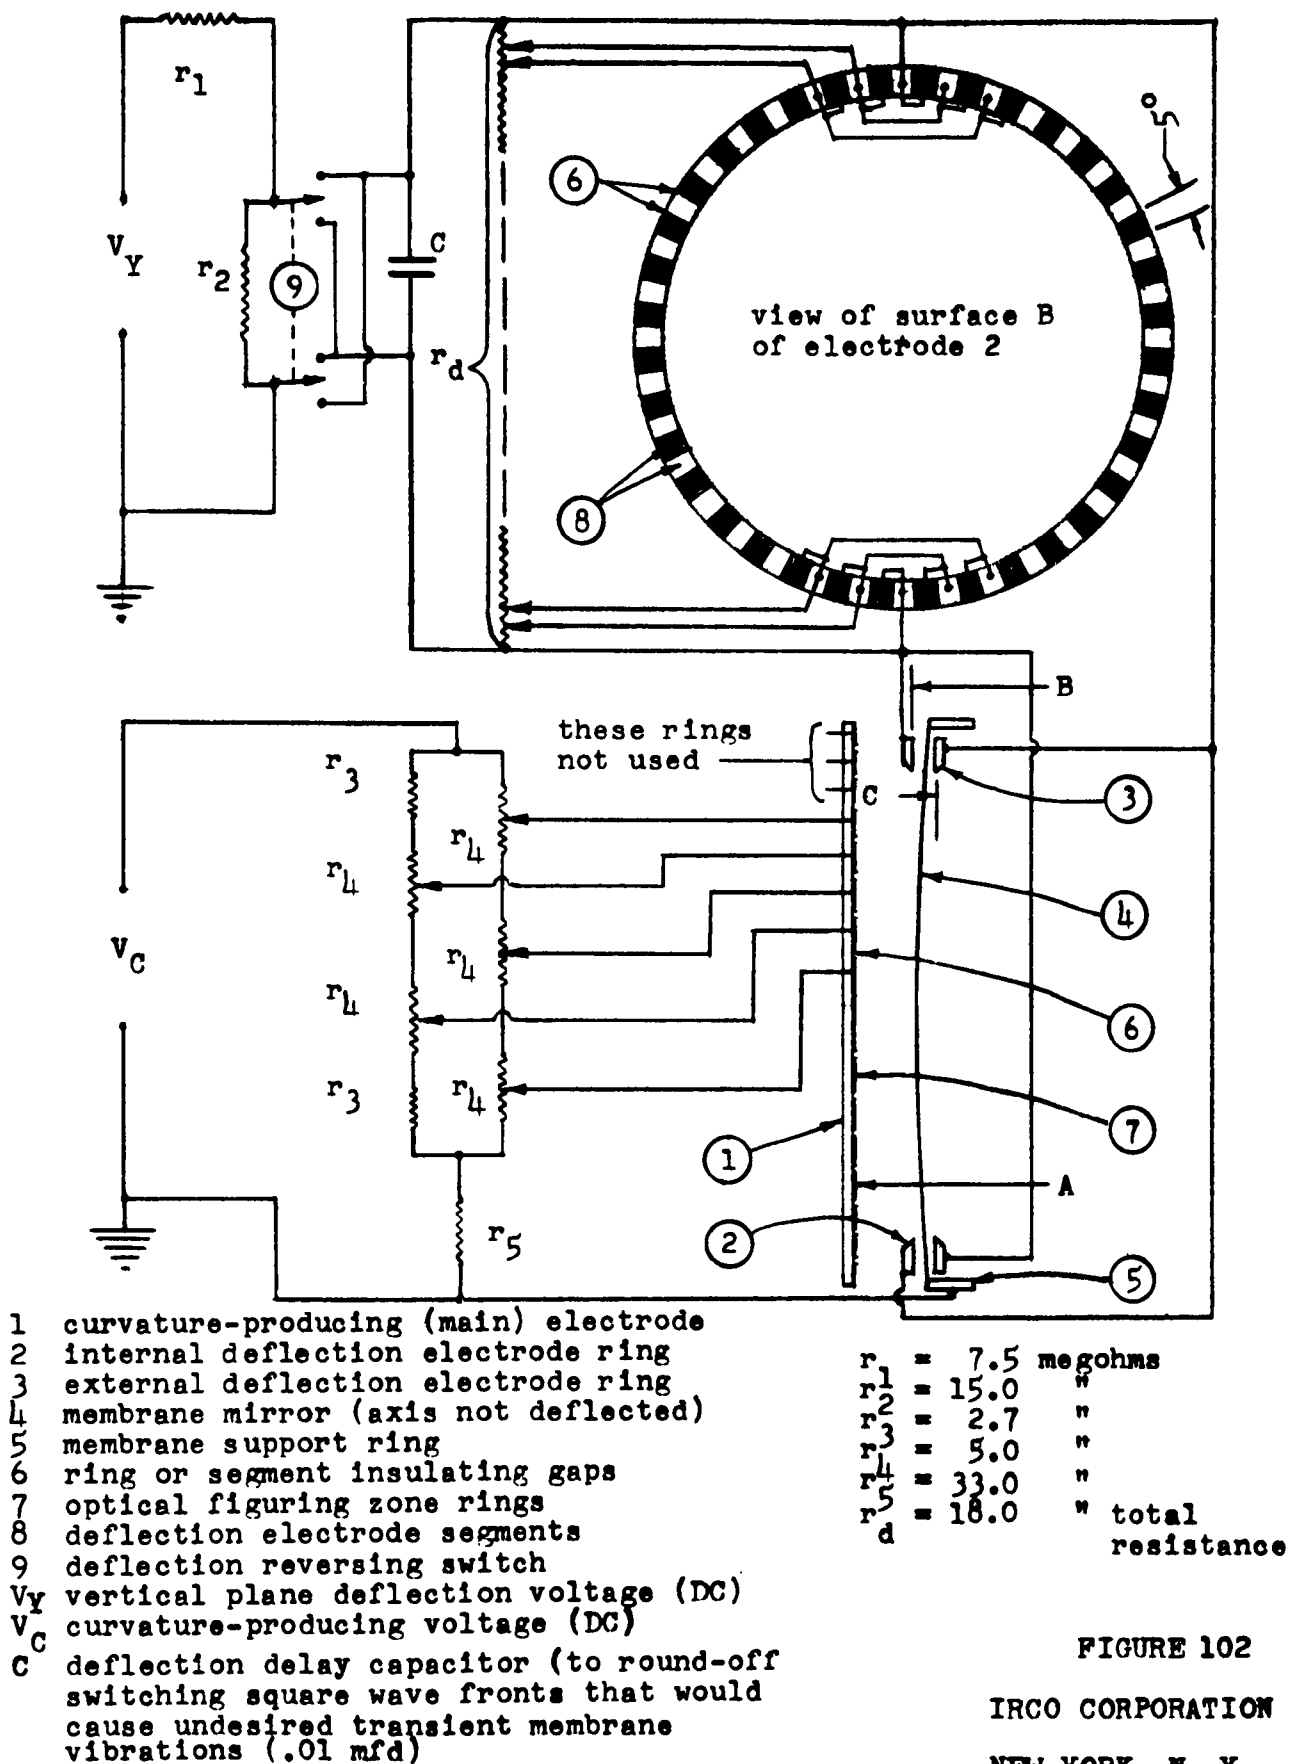 r1
VY
r2
9
C
rd
6
8
5°
view of surface B
of electrode 2
B
these rings
not used
C
3
r3
r4
r4
4
VC
r4
r4
6
r3
r4
7
1
A
2
r5
5
1 curvature-producing (main) electrode
2 internal deflection electrode ring
3 external deflection electrode ring
4 membrane mirror (axis not deflected)
5 membrane support ring
6 ring or segment insulating gaps
7 optical figuring zone rings
8 deflection electrode segments
9 deflection reversing switch
VY vertical plane deflection voltage (DC)
VC curvature-producing voltage (DC)
C deflection delay capacitor (to round-off
switching square wave fronts that would
cause undesired transient membrane
vibrations (.01 mfd)
r1 = 7.5 megohms
r2 = 15.0 "
r3 = 2.7 "
r4 = 5.0 "
r5 = 33.0 "
rd = 18.0 " total
resistance
FIGURE 102
IRCO CORPORATION
NEW YORK, N. Y.